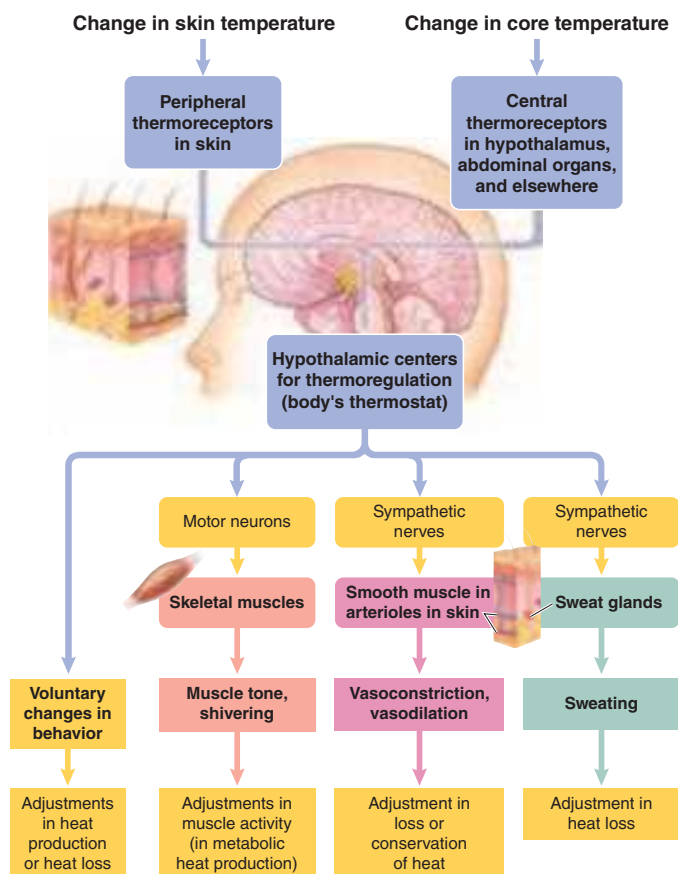 Change in skin temperature
Change in core temperature
Peripheral
thermoreceptors
in skin
Central
thermoreceptors
in hypothalamus,
abdominal organs,
and elsewhere
Hypothalamic centers
for thermoregulation
(body's thermostat)
Motor neurons
Sympathetic
nerves
Sympathetic
nerves
Skeletal muscles
Smooth muscle in
arterioles in skin
Sweat glands
Voluntary
changes in
behavior
Muscle tone,
shivering
Vasoconstriction,
vasodilation
Sweating
Adjustments
in heat
production
or heat loss
Adjustments in
muscle activity
(in metabolic
heat production)
Adjustment in
loss or
conservation
of heat
Adjustment in
heat loss